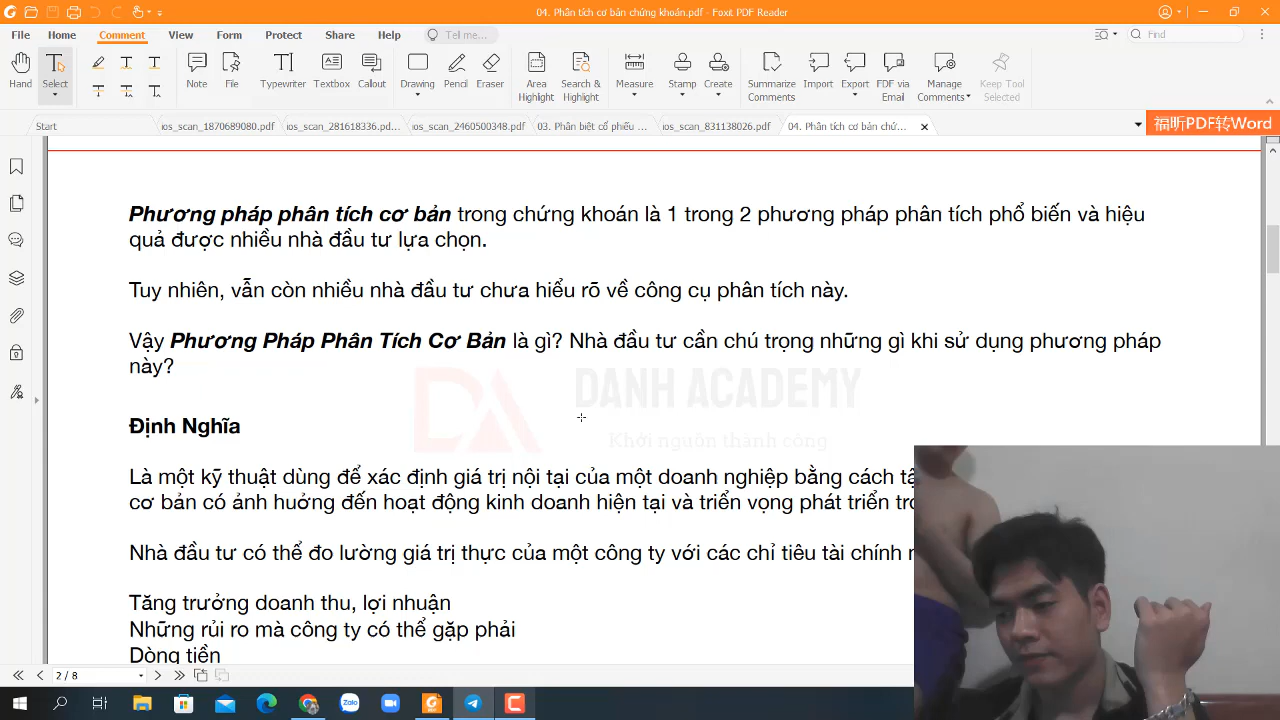 04. Phân tích cơ bản chứng khoán.pdf - Foxit PDF Reader
File Home Comment View Form Protect Share Help Tell me... Find
Hand Select Note File Typewriter Textbox Callout Drawing Pencil Eraser Area Highlight Search & Highlight Measure Stamp Create Summarize Comments Import Export FDF via Email Manage Comments Keep Tool Selected
Start ios_scan_1870689080.pdf ios_scan_281618336.pd... ios_scan_2460500348.pdf 03. Phân biệt cổ phiếu ... ios_scan_831138026.pdf 04. Phân tích cơ bản chứ... 福昕PDF转Word
Phương pháp phân tích cơ bản trong chứng khoán là 1 trong 2 phương pháp phân tích phổ biến và hiệu
quả được nhiều nhà đầu tư lựa chọn.
Tuy nhiên, vẫn còn nhiều nhà đầu tư chưa hiểu rõ về công cụ phân tích này.
Vậy Phương Pháp Phân Tích Cơ Bản là gì? Nhà đầu tư cần chú trọng những gì khi sử dụng phương pháp
này?
DANH ACADEMY
Khơi nguồn thành công
Định Nghĩa
Là một kỹ thuật dùng để xác định giá trị nội tại của một doanh nghiệp bằng cách
cơ bản có ảnh huởng đến hoạt động kinh doanh hiện tại và triển vọng phát triển
Nhà đầu tư có thể đo lường giá trị thực của một công ty với các chỉ tiêu tài chính
Tăng trưởng doanh thu, lợi nhuận
Những rủi ro mà công ty có thể gặp phải
Dòng tiền
2 / 8
Zalo